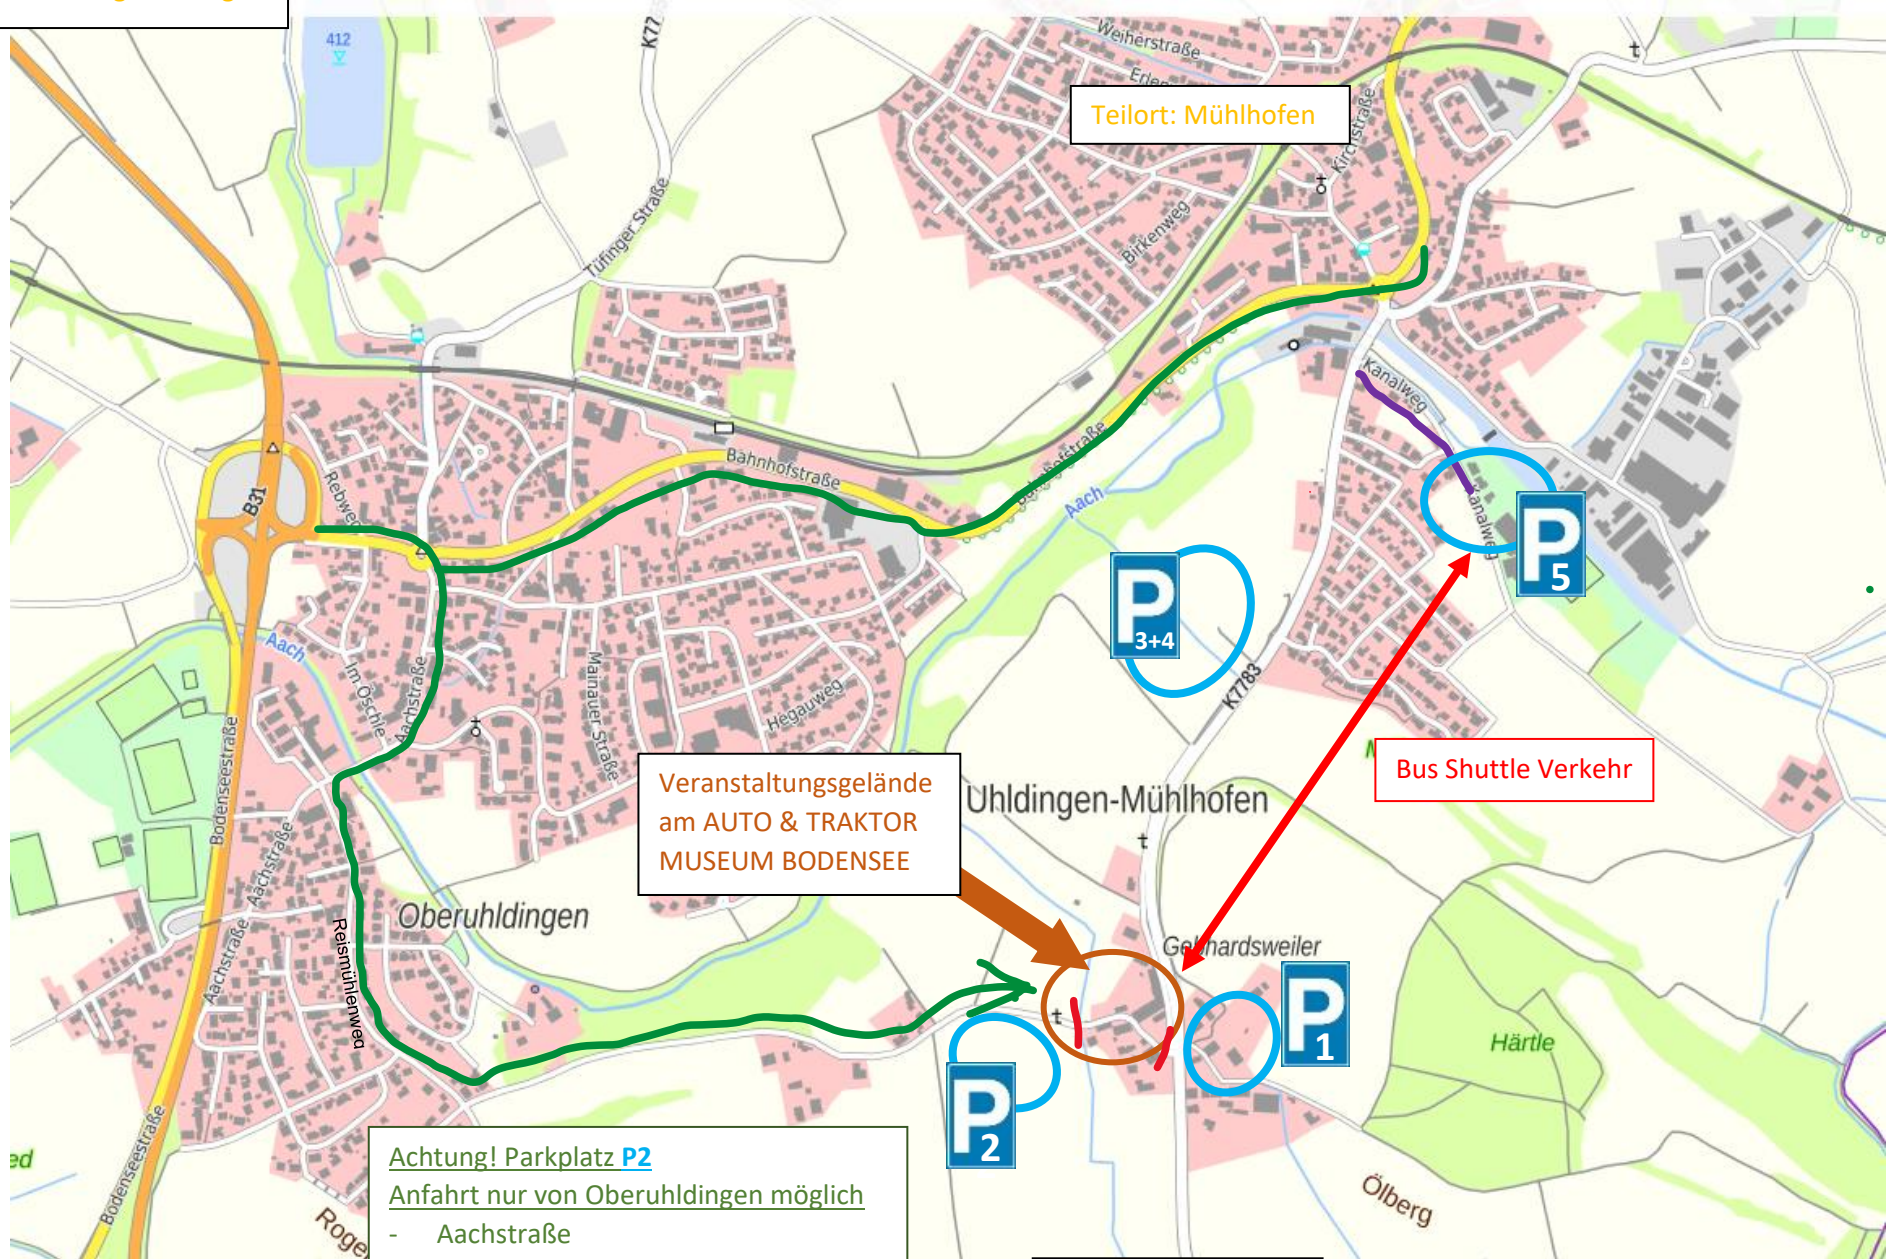 412
K77
Weiherstraße
Teilort: Mühlhofen
Kirchstraße
Tüfinger Straße
Birkenweg
Kanalweg
Bahnhofstraße
Bahnhofstraße
Rebweg
B31
Aach
Kanalweg
P
5
P
3+4
Aach
Im Öschle
Aachstraße
Mainauer Straße
Hegauweg
K7783
Bodenseestraße
Bus Shuttle Verkehr
Veranstaltungsgelände
am AUTO & TRAKTOR
MUSEUM BODENSEE
Uhldingen-Mühlhofen
Aachstraße
Oberuhldingen
Aachstraße
Reismühlenweg
Gebhardsweiler
P
1
Härtle
P
2
Bodenseestraße
Achtung! Parkplatz P2
Anfahrt nur von Oberuhldingen möglich
- Aachstraße
Ölberg
Roge
ed